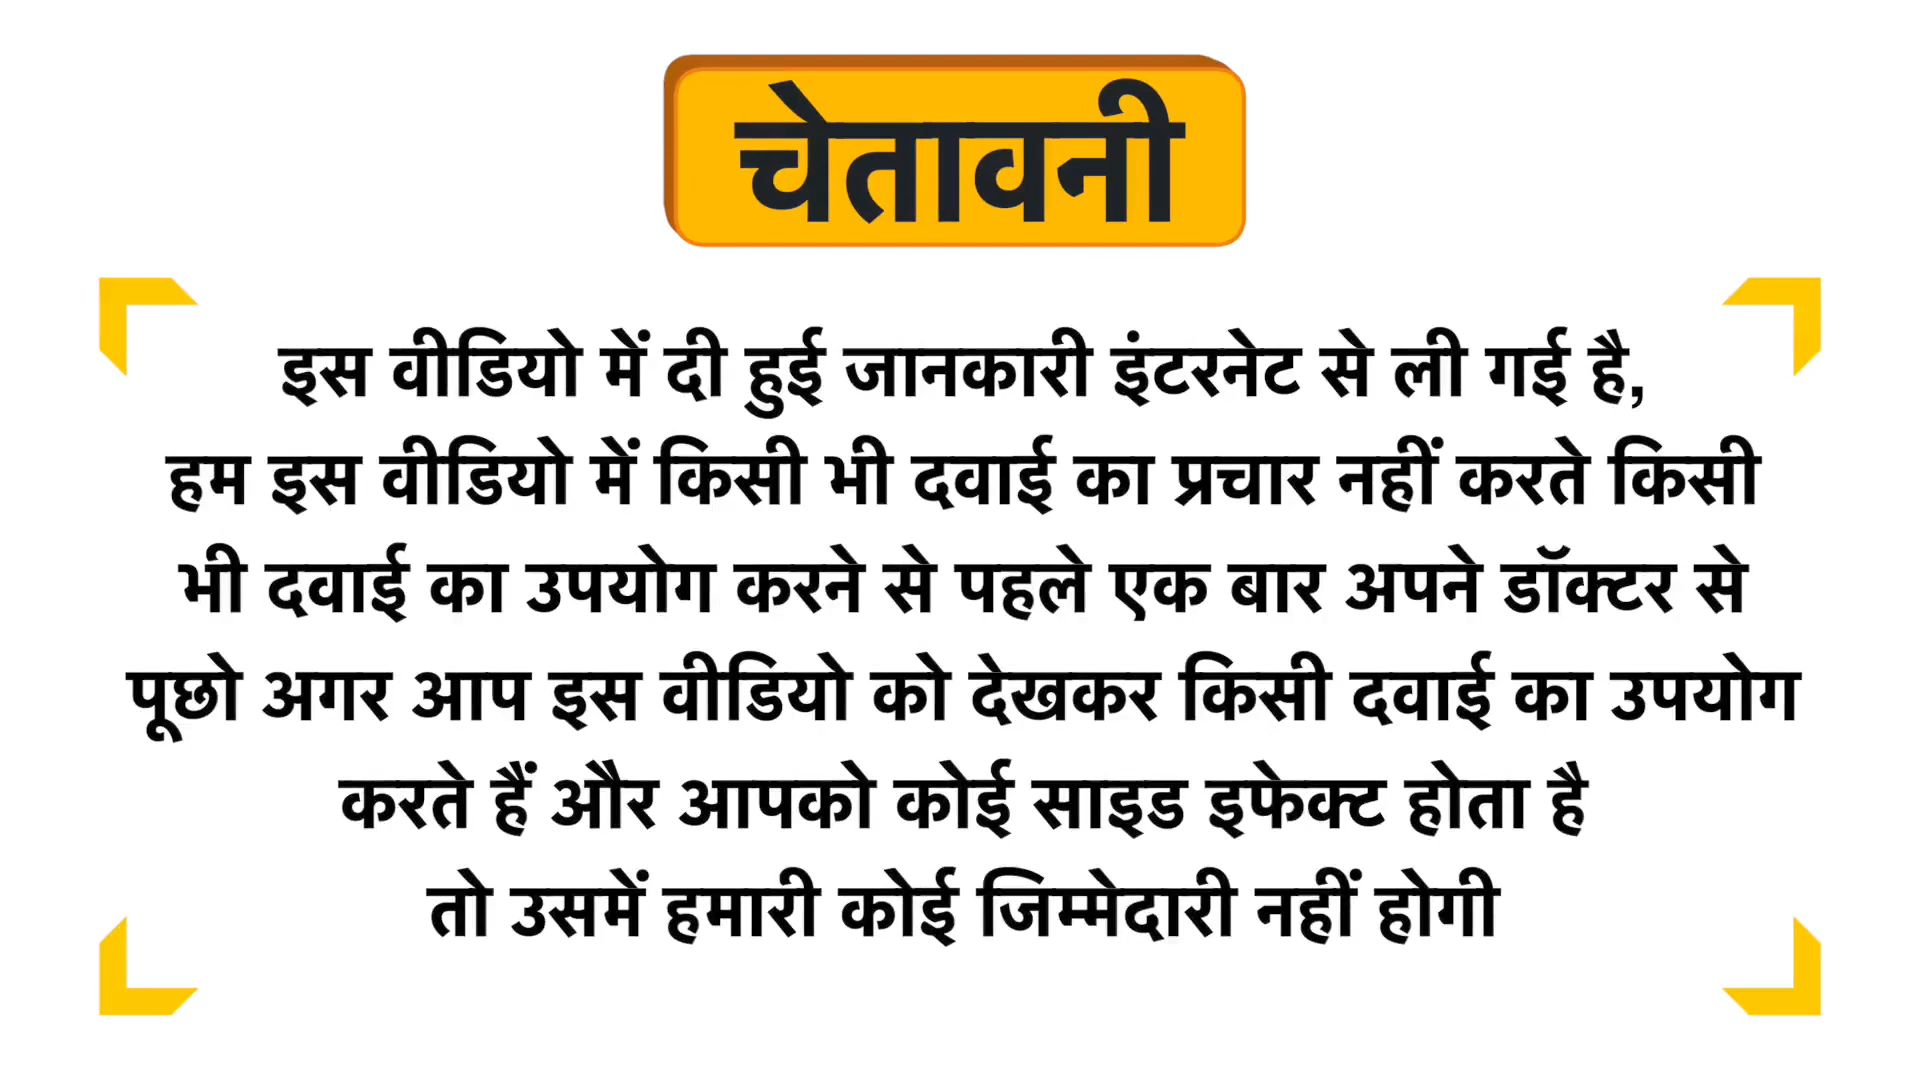 चेतावनी
इस वीडियो में दी हुई जानकारी इंटरनेट से ली गई है,
हम इस वीडियो में किसी भी दवाई का प्रचार नहीं करते किसी
भी दवाई का उपयोग करने से पहले एक बार अपने डॉक्टर से
पूछो अगर आप इस वीडियो को देखकर किसी दवाई का उपयोग
करते हैं और आपको कोई साइड इफेक्ट होता है
तो उसमें हमारी कोई जिम्मेदारी नहीं होगी